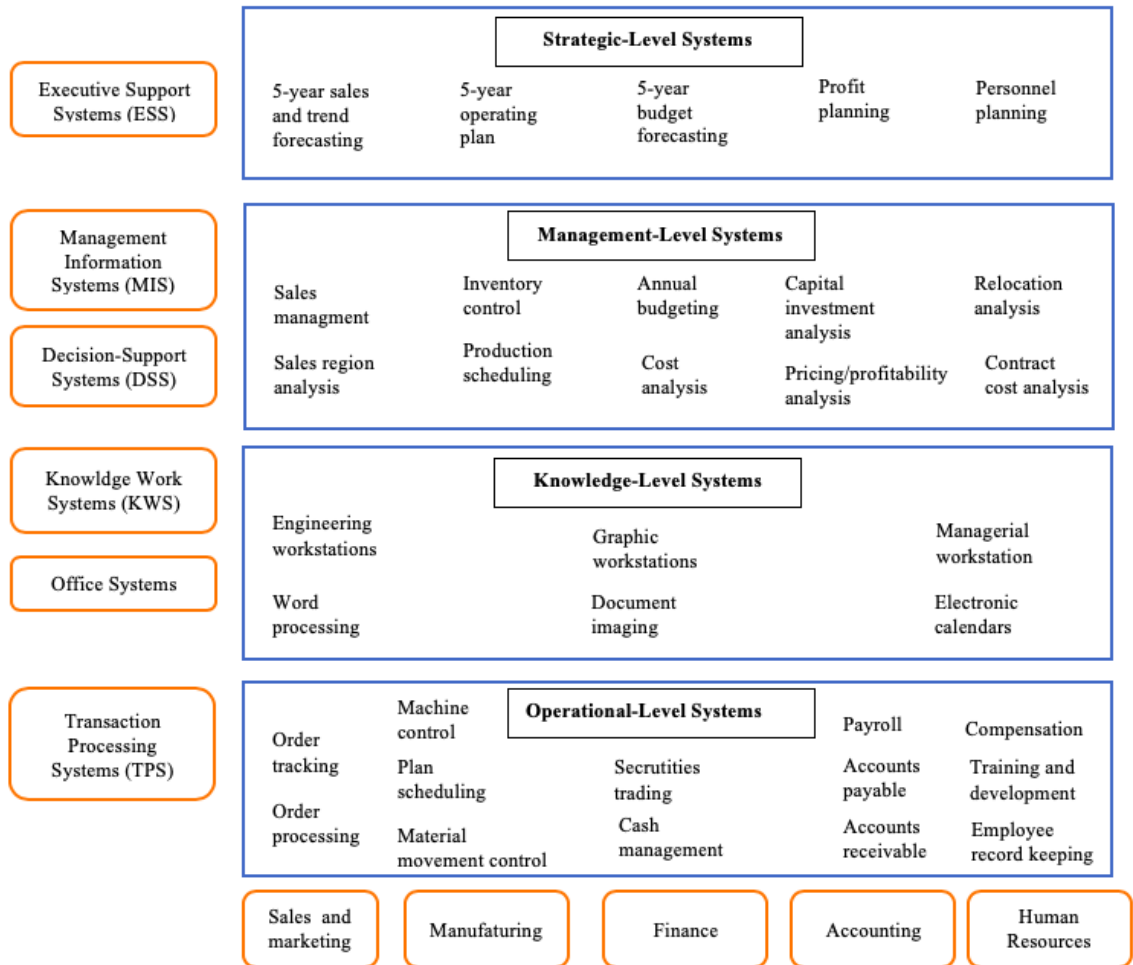 Strategic-Level Systems
Executive Support
Systems (ESS)
5-year sales
and trend
forecasting
5-year
operating
plan
5-year
budget
forecasting
Profit
planning
Personnel
planning
Management
Information
Systems (MIS)
Decision-Support
Systems (DSS)
Management-Level Systems
Sales
managment
Inventory
control
Annual
budgeting
Capital
investment
analysis
Relocation
analysis
Sales region
analysis
Production
scheduling
Cost
analysis
Pricing/profitability
analysis
Contract
cost analysis
Knowldge Work
Systems (KWS)
Office Systems
Knowledge-Level Systems
Engineering
workstations
Graphic
workstations
Managerial
workstation
Word
processing
Document
imaging
Electronic
calendars
Transaction
Processing
Systems (TPS)
Operational-Level Systems
Order
tracking
Order
processing
Machine
control
Plan
scheduling
Material
movement control
Secrutities
trading
Cash
management
Payroll
Accounts
payable
Accounts
receivable
Compensation
Training and
development
Employee
record keeping
Sales and
marketing
Manufaturing
Finance
Accounting
Human
Resources